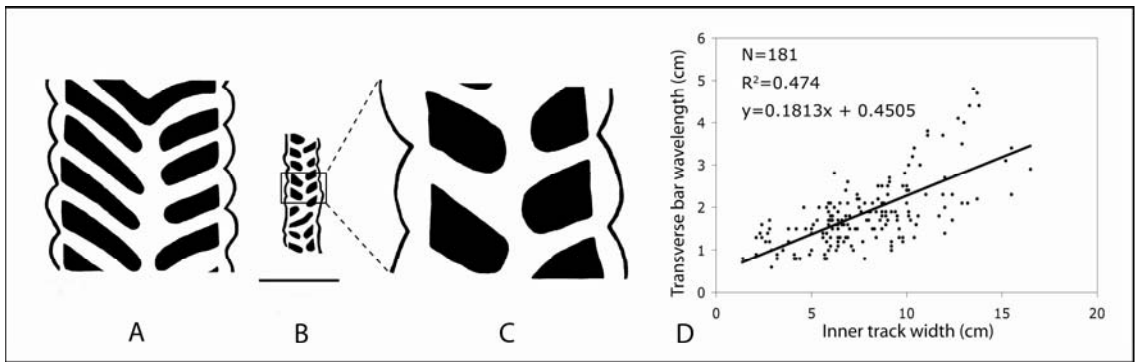 A
B
C
D
Transverse bar wavelength (cm)
6
5
4
3
2
1
0
N=181
R²=0.474
y=0.1813x + 0.4505
0 5 10 15 20
Inner track width (cm)